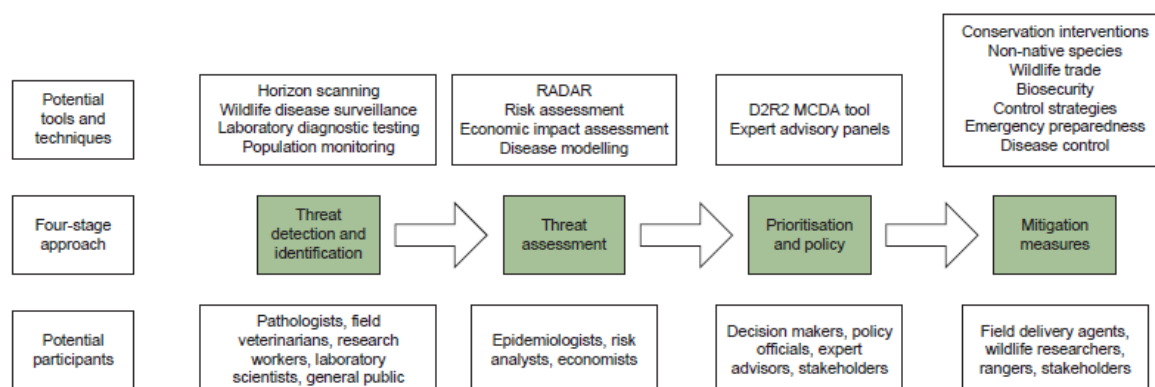 Potential
tools and
techniques
Horizon scanning
Wildlife disease surveillance
Laboratory diagnostic testing
Population monitoring
RADAR
Risk assessment
Economic impact assessment
Disease modelling
D2R2 MCDA tool
Expert advisory panels
Conservation interventions
Non-native species
Wildlife trade
Biosecurity
Control strategies
Emergency preparedness
Disease control
Four-stage
approach
Threat
detection and
identification
Threat
assessment
Prioritisation
and policy
Mitigation
measures
Potential
participants
Pathologists, field
veterinarians, research
workers, laboratory
scientists, general public
Epidemiologists, risk
analysts, economists
Decision makers, policy
officials, expert
advisors, stakeholders
Field delivery agents,
wildlife researchers,
rangers, stakeholders